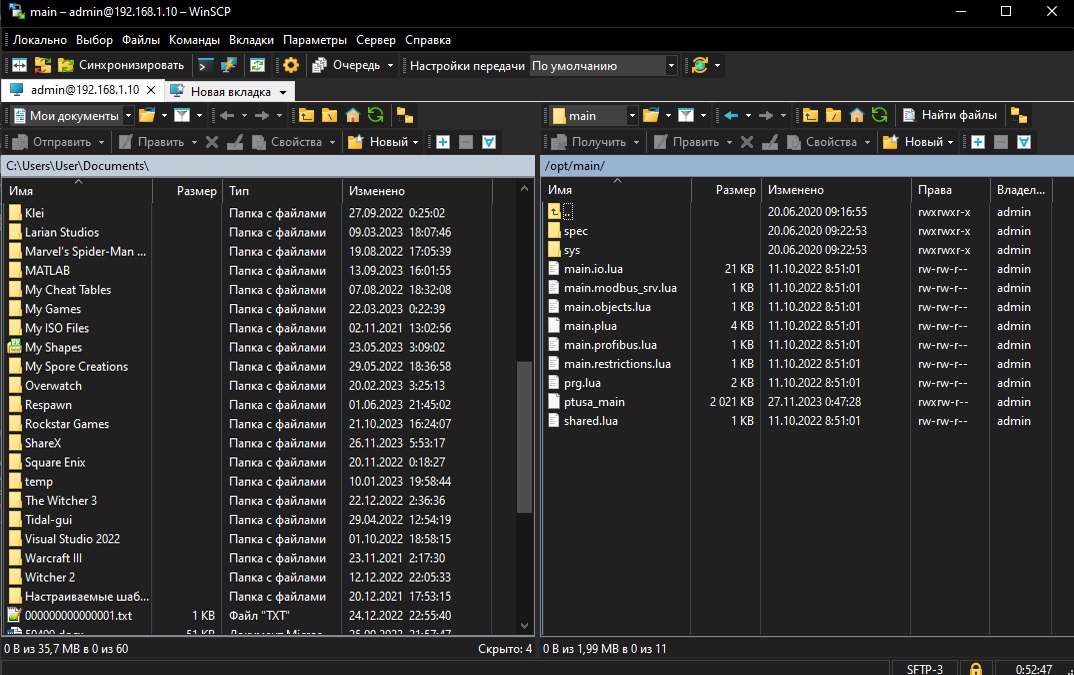 main – admin@192.168.1.10 – WinSCP
Локально Выбор Файлы Команды Вкладки Параметры Сервер Справка
Синхронизировать Очередь Настройки передачи По умолчанию
admin@192.168.1.10 Новая вкладка
Мои документы
Отправить Править Свойства Новый
C:\Users\User\Documents\
Имя Размер Тип Изменено
Klei Папка с файлами 27.09.2022 0:25:02
Larian Studios Папка с файлами 09.03.2023 18:07:46
Marvel's Spider-Man ... Папка с файлами 19.08.2022 17:05:39
MATLAB Папка с файлами 13.09.2023 16:01:55
My Cheat Tables Папка с файлами 07.08.2022 18:32:08
My Games Папка с файлами 22.03.2023 0:22:39
My ISO Files Папка с файлами 02.11.2021 13:02:56
My Shapes Папка с файлами 23.05.2023 3:09:02
My Spore Creations Папка с файлами 29.05.2022 18:36:58
Overwatch Папка с файлами 20.02.2023 3:25:13
Respawn Папка с файлами 01.06.2023 21:45:02
Rockstar Games Папка с файлами 21.10.2023 16:24:07
ShareX Папка с файлами 26.11.2023 5:53:17
Square Enix Папка с файлами 20.11.2022 0:18:27
temp Папка с файлами 10.01.2023 19:58:44
The Witcher 3 Папка с файлами 22.12.2022 2:36:36
Tidal-gui Папка с файлами 29.04.2022 12:54:19
Visual Studio 2022 Папка с файлами 01.10.2022 18:58:15
Warcraft III Папка с файлами 23.11.2021 2:17:30
Witcher 2 Папка с файлами 12.12.2022 22:05:33
Настраиваемые шаб... Папка с файлами 20.12.2021 17:53:15
000000000000001.txt 1 KB Файл "TXT" 24.12.2022 22:55:40
0 B из 35,7 MB в 0 из 60 Скрыто: 4
main Найти файлы
Получить Править Свойства Новый
/opt/main/
Имя Размер Изменено Права Владел...
.. 20.06.2020 09:16:55 rwxrwxr-x admin
spec 20.06.2020 09:22:53 rwxrwxr-x admin
sys 20.06.2020 09:22:53 rwxrwxr-x admin
main.io.lua 21 KB 11.10.2022 8:51:01 rw-rw-r-- admin
main.modbus_srv.lua 1 KB 11.10.2022 8:51:01 rw-rw-r-- admin
main.objects.lua 1 KB 11.10.2022 8:51:01 rw-rw-r-- admin
main.plua 4 KB 11.10.2022 8:51:01 rw-rw-r-- admin
main.profibus.lua 1 KB 11.10.2022 8:51:01 rw-rw-r-- admin
main.restrictions.lua 1 KB 11.10.2022 8:51:01 rw-rw-r-- admin
prg.lua 2 KB 11.10.2022 8:51:01 rw-rw-r-- admin
ptusa_main 2 021 KB 27.11.2023 0:47:28 rwxrw-r-- admin
shared.lua 1 KB 11.10.2022 8:51:01 rw-rw-r-- admin
0 B из 1,99 MB в 0 из 11
SFTP-3 0:52:47